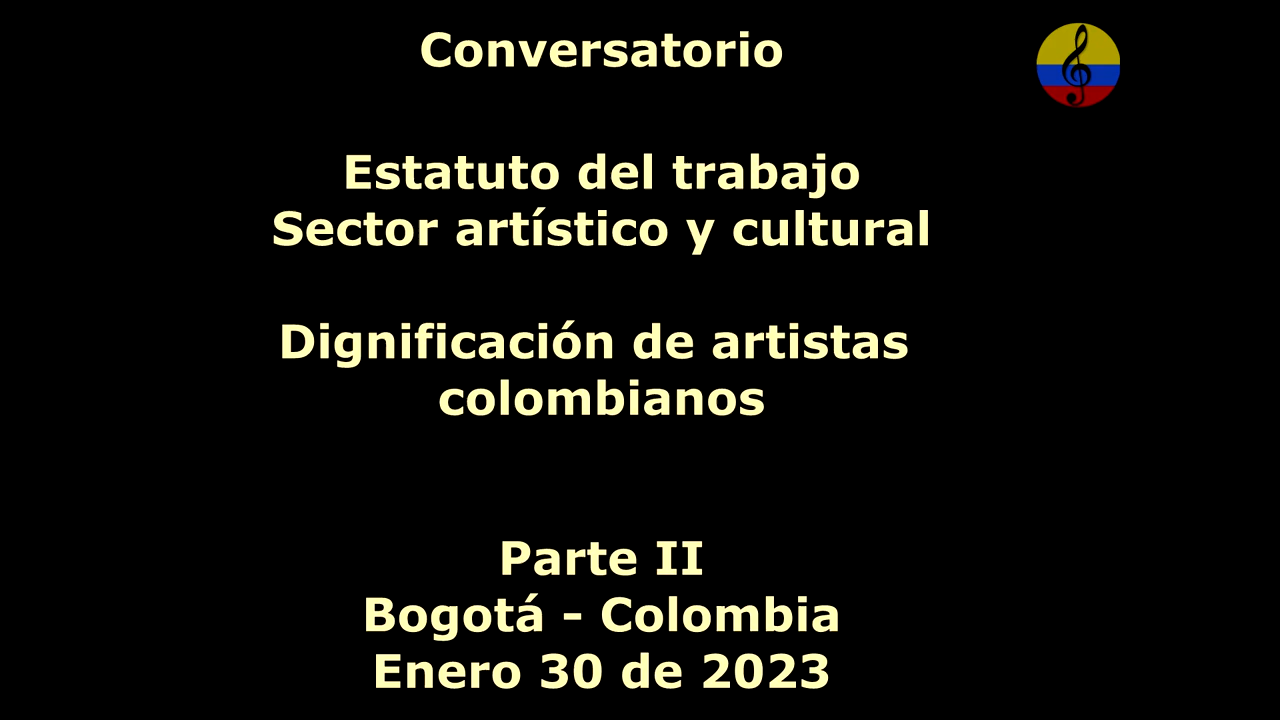 Conversatorio
Estatuto del trabajo
Sector artístico y cultural
Dignificación de artistas
colombianos
Parte II
Bogotá - Colombia
Enero 30 de 2023